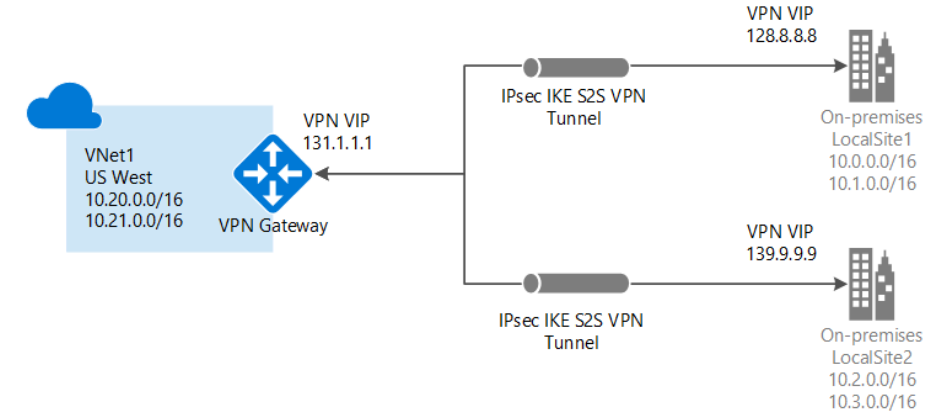 VPN VIP
128.8.8.8
IPsec IKE S2S VPN
Tunnel
On-premises
LocalSite1
10.0.0.0/16
10.1.0.0/16
VPN VIP
131.1.1.1
VNet1
US West
10.20.0.0/16
10.21.0.0/16
VPN Gateway
VPN VIP
139.9.9.9
IPsec IKE S2S VPN
Tunnel
On-premises
LocalSite2
10.2.0.0/16
10.3.0.0/16